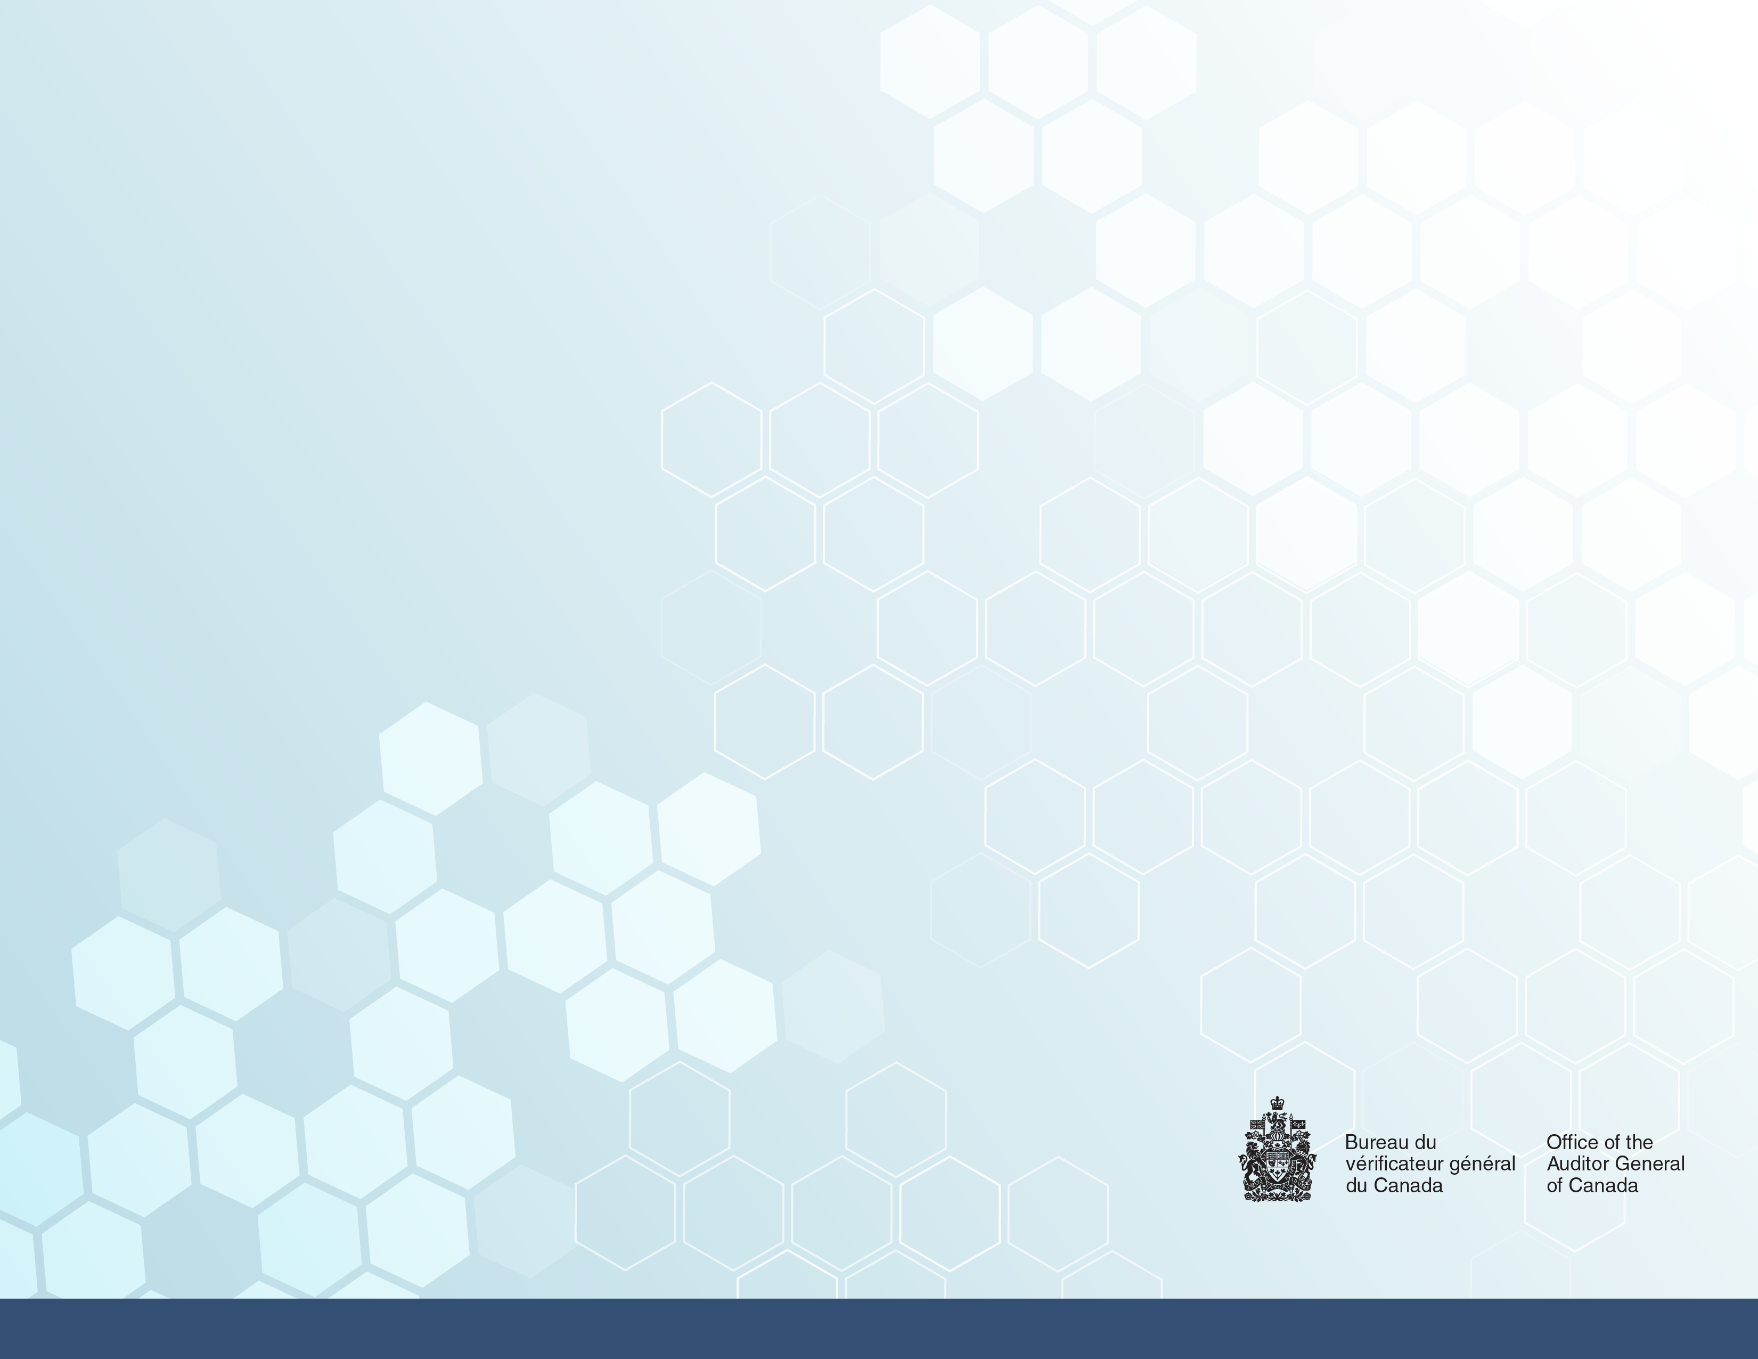 Bureau du
vérificateur général
du Canada
Office of the
Auditor General
of Canada